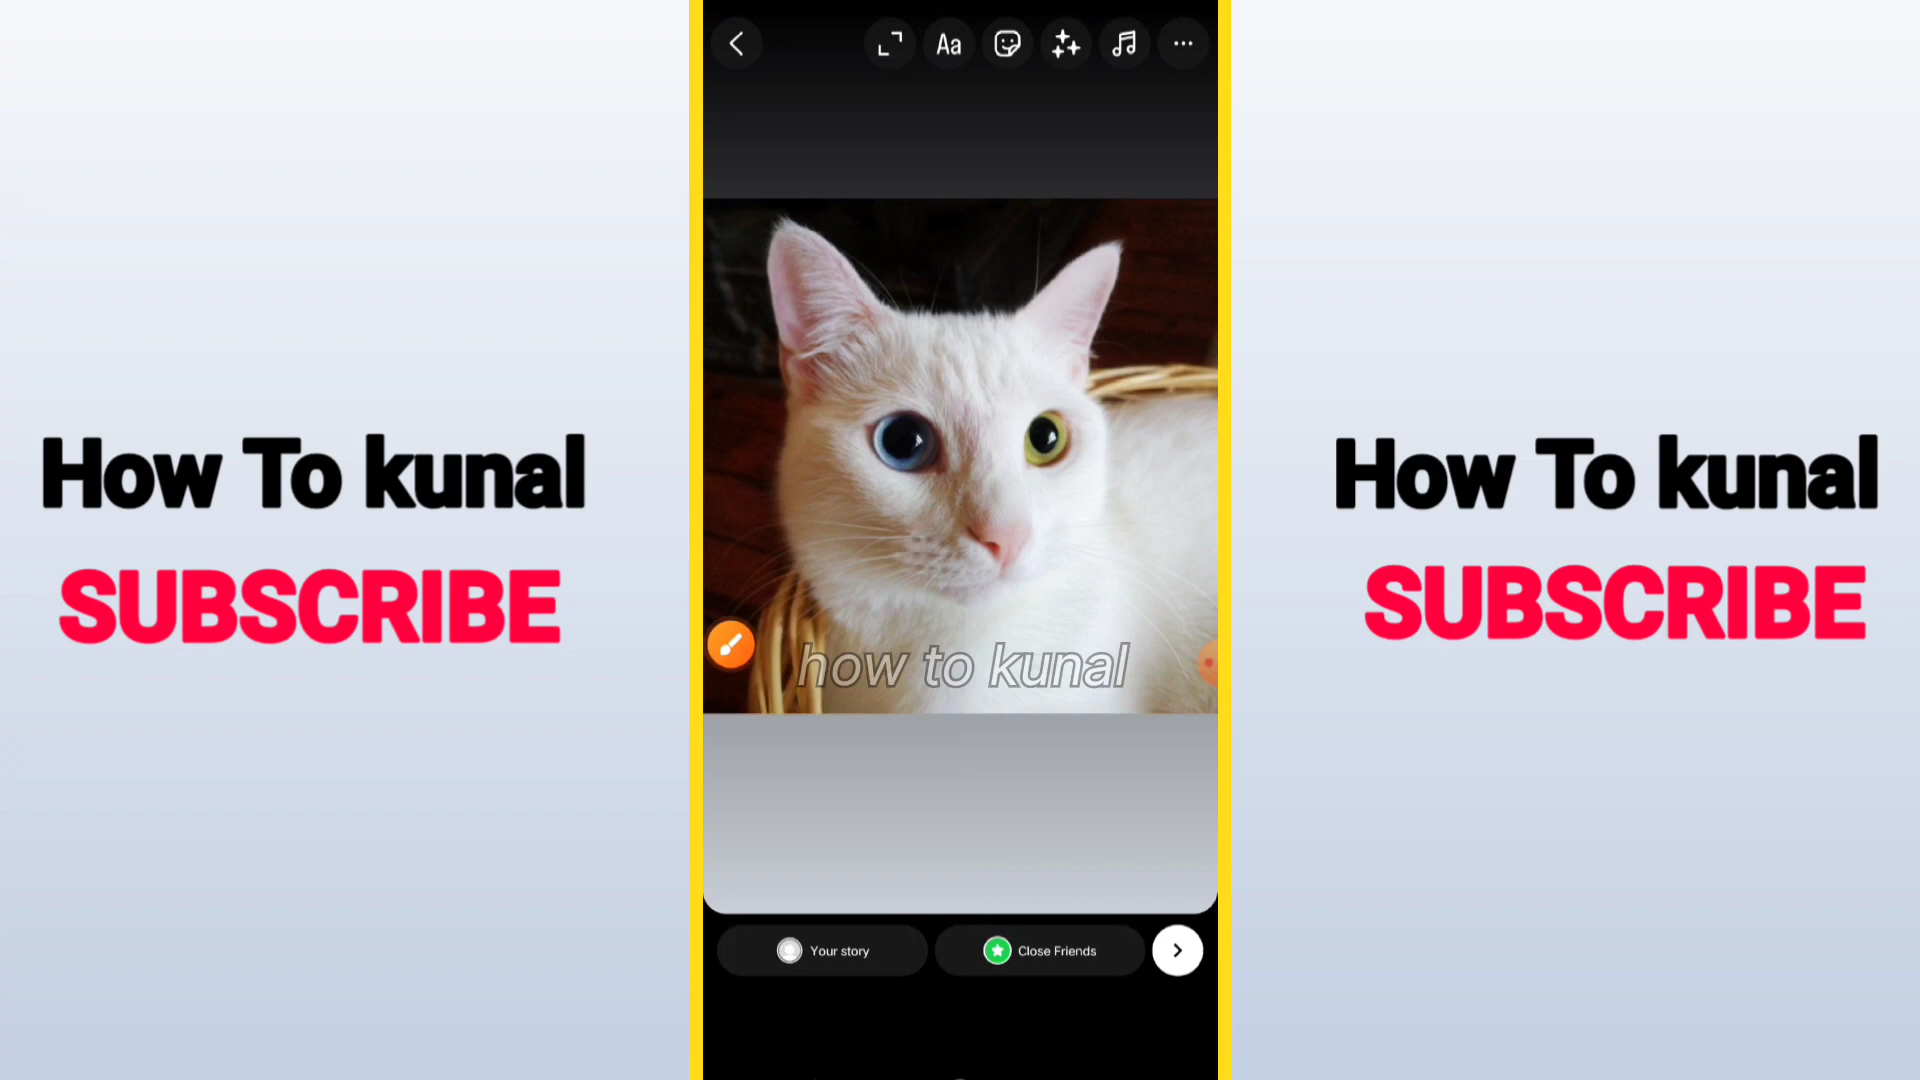 Aa
How To kunal
SUBSCRIBE
how to kunal
Your story
Close Friends
How To kunal
SUBSCRIBE